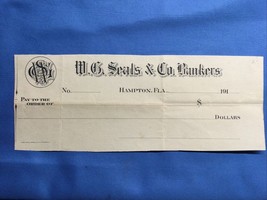 W. G. Seals & Co. Bankers
No. Hampton, Fla. 191
Pay to the
order of $
Dollars